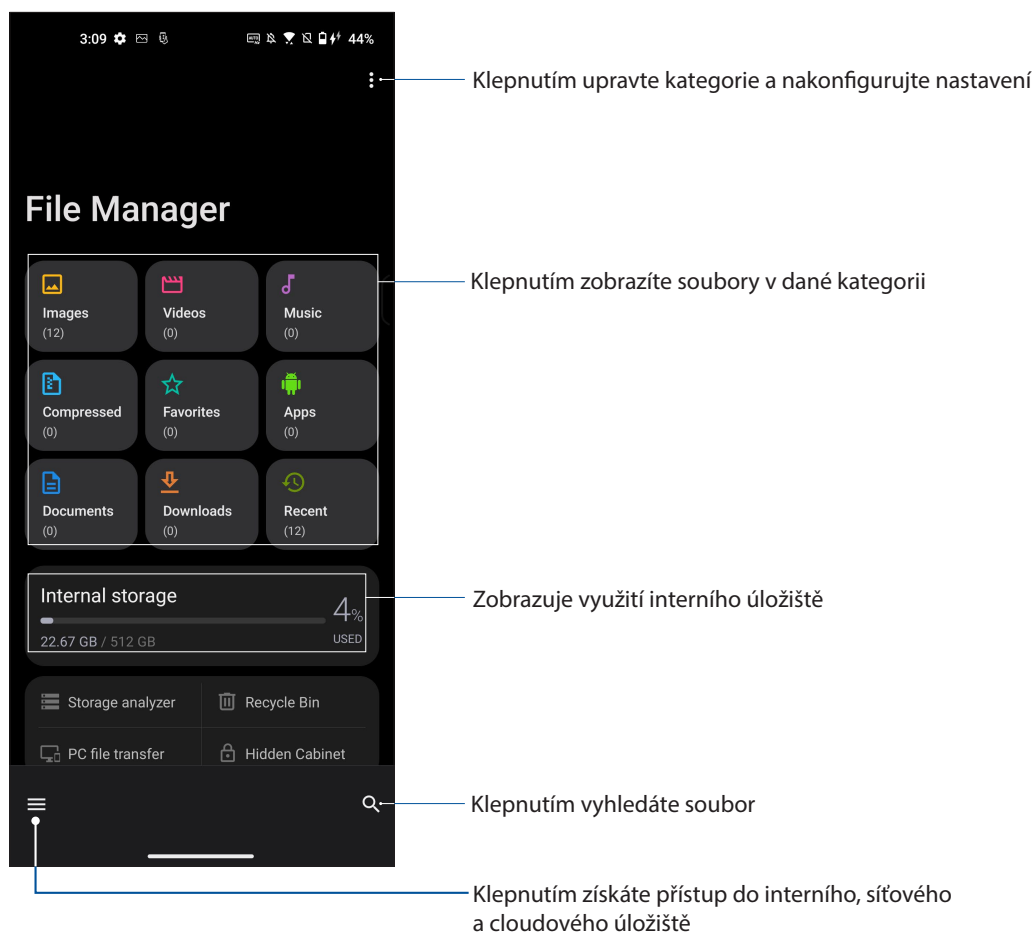 3:09 44%
Klepnutím upravte kategorie a nakonfigurujte nastavení
File Manager
Klepnutím zobrazíte soubory v dané kategorii
Images Videos Music
(12) (0) (0)
Compressed Favorites Apps
(0) (0) (0)
Documents Downloads Recent
(0) (0) (12)
Internal storage 4%
Zobrazuje využití interního úložiště
22.67 GB / 512 GB USED
Storage analyzer Recycle Bin
PC file transfer Hidden Cabinet
Klepnutím vyhledáte soubor
Klepnutím získáte přístup do interního, síťového
a cloudového úložiště